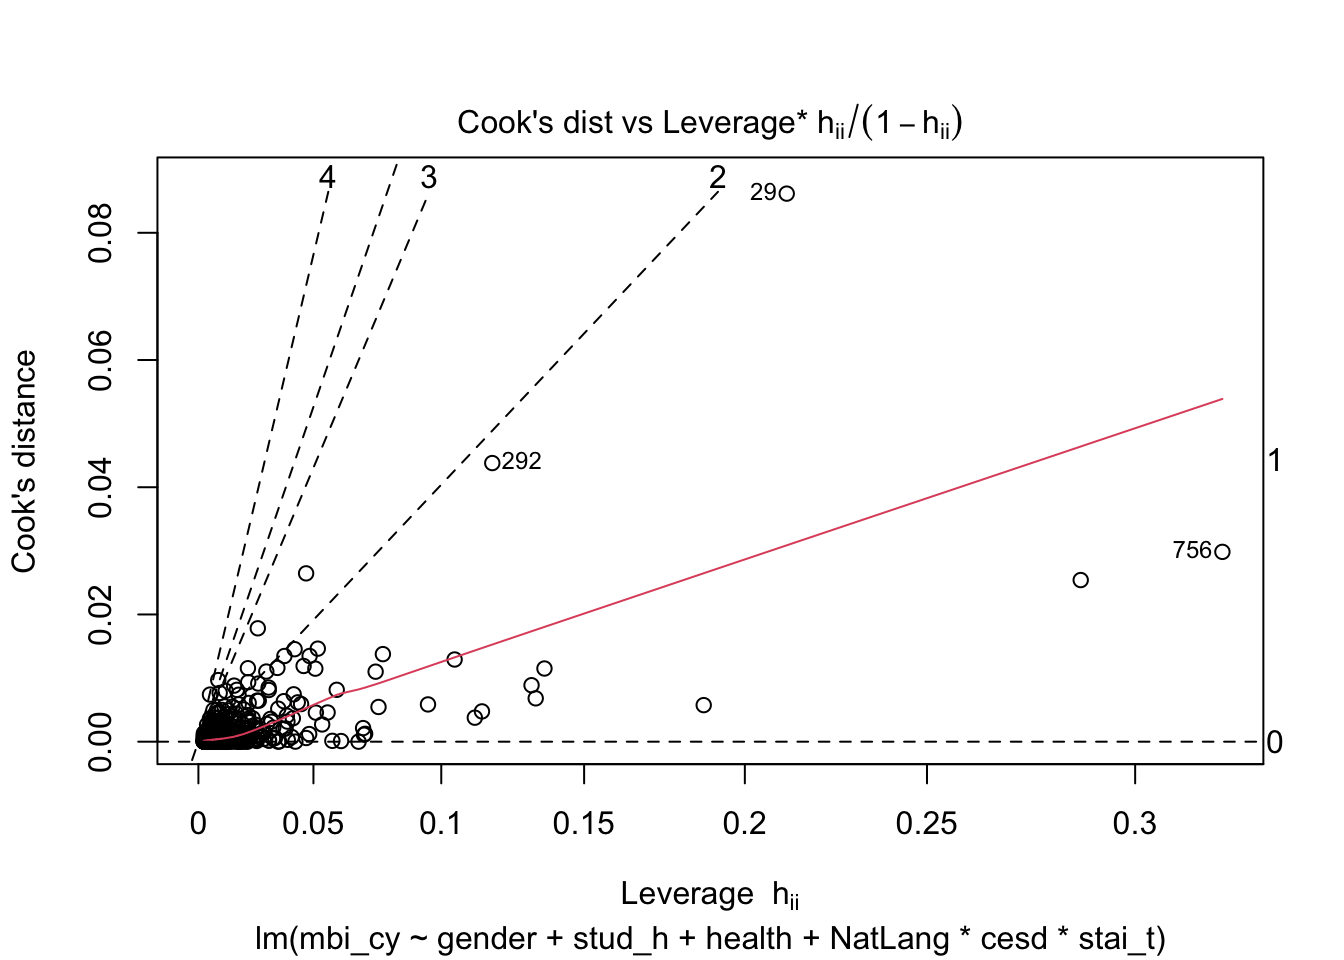 Cook's dist vs Leverage* hᵢᵢ/(1 − hᵢᵢ)
4
3
2
29
292
1
756
0
Cook's distance
0.08
0.06
0.04
0.02
0.00
0 0.05 0.1 0.15 0.2 0.25 0.3
Leverage hᵢᵢ
lm(mbi_cy ~ gender + stud_h + health + NatLang * cesd * stai_t)